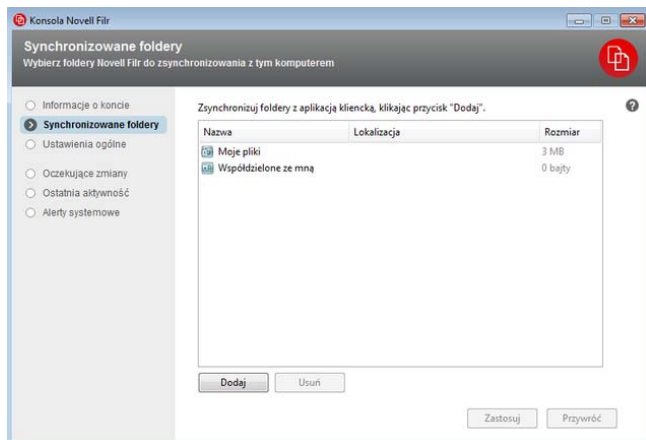 Konsola Novell Filr
Synchronizowane foldery
Wybierz foldery Novell Filr do zsynchronizowania z tym komputerem
Informacje o koncie
Synchronizowane foldery
Ustawienia ogólne
Oczekujące zmiany
Ostatnia aktywność
Alerty systemowe
Zsynchronizuj foldery z aplikacją kliencką, klikając przycisk "Dodaj".
Nazwa Lokalizacja Rozmiar
Moje pliki 3 MB
Współdzielone ze mną 0 bajty
Dodaj Usuń
Zastosuj Przywróć